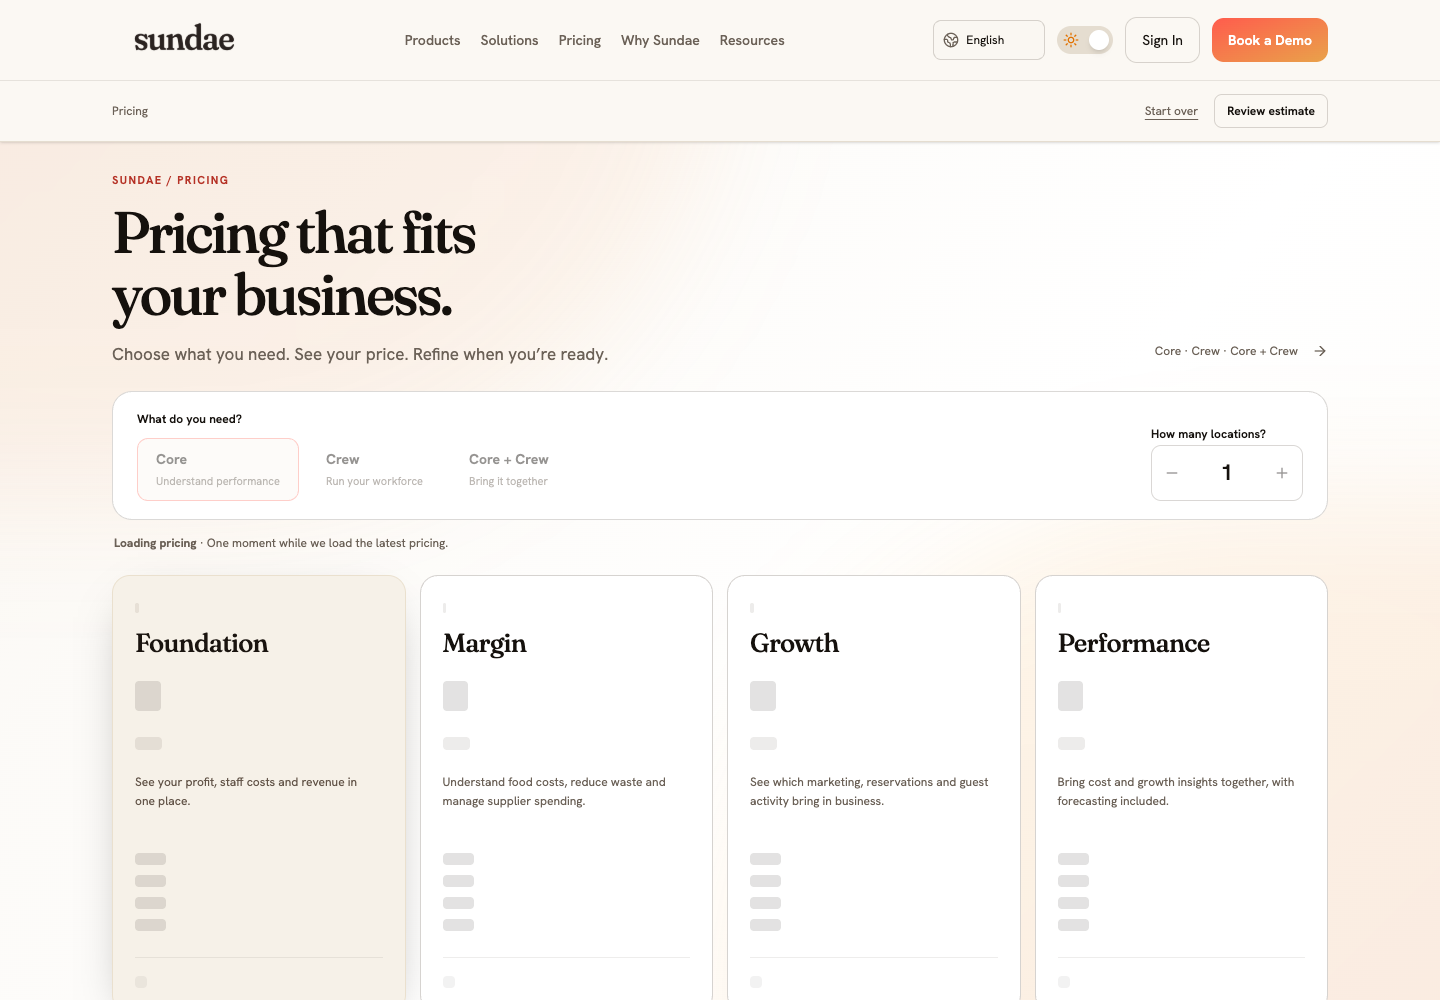 sundae
Products
Solutions
Pricing
Why Sundae
Resources
English
Sign In
Book a Demo
Pricing
Start over
Review estimate
SUNDAE / PRICING
Pricing that fits
your business.
Choose what you need. See your price. Refine when you’re ready.
Core · Crew · Core + Crew
What do you need?
Core
Understand performance
Crew
Run your workforce
Core + Crew
Bring it together
How many locations?
1
Loading pricing · One moment while we load the latest pricing.
Foundation
See your profit, staff costs and revenue in
one place.
Margin
Understand food costs, reduce waste and
manage supplier spending.
Growth
See which marketing, reservations and guest
activity bring in business.
Performance
Bring cost and growth insights together, with
forecasting included.